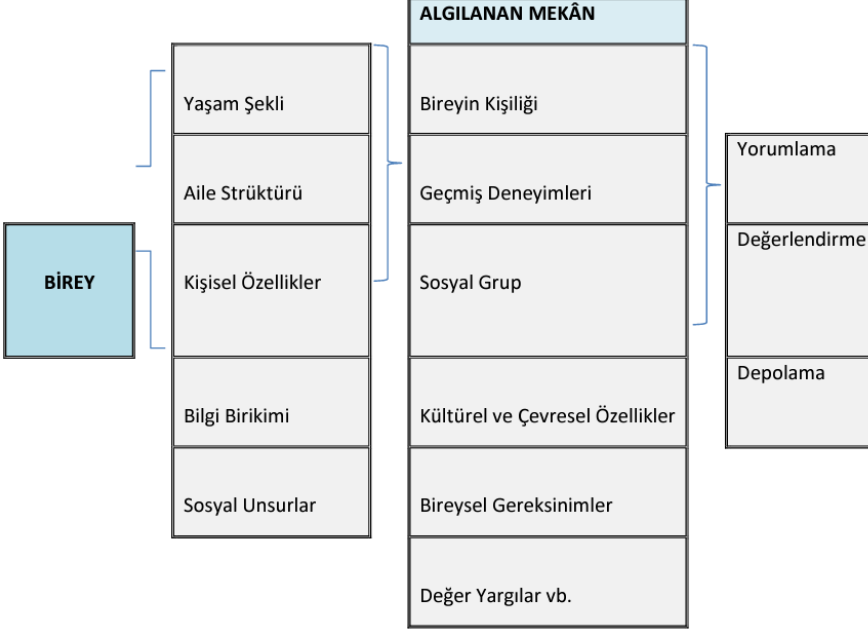 ALGILANAN MEKÂN
BİREY
Yaşam Şekli
Aile Strüktürü
Kişisel Özellikler
Bilgi Birikimi
Sosyal Unsurlar
Bireyin Kişiliği
Geçmiş Deneyimleri
Sosyal Grup
Kültürel ve Çevresel Özellikler
Bireysel Gereksinimler
Değer Yargılar vb.
Yorumlama
Değerlendirme
Depolama